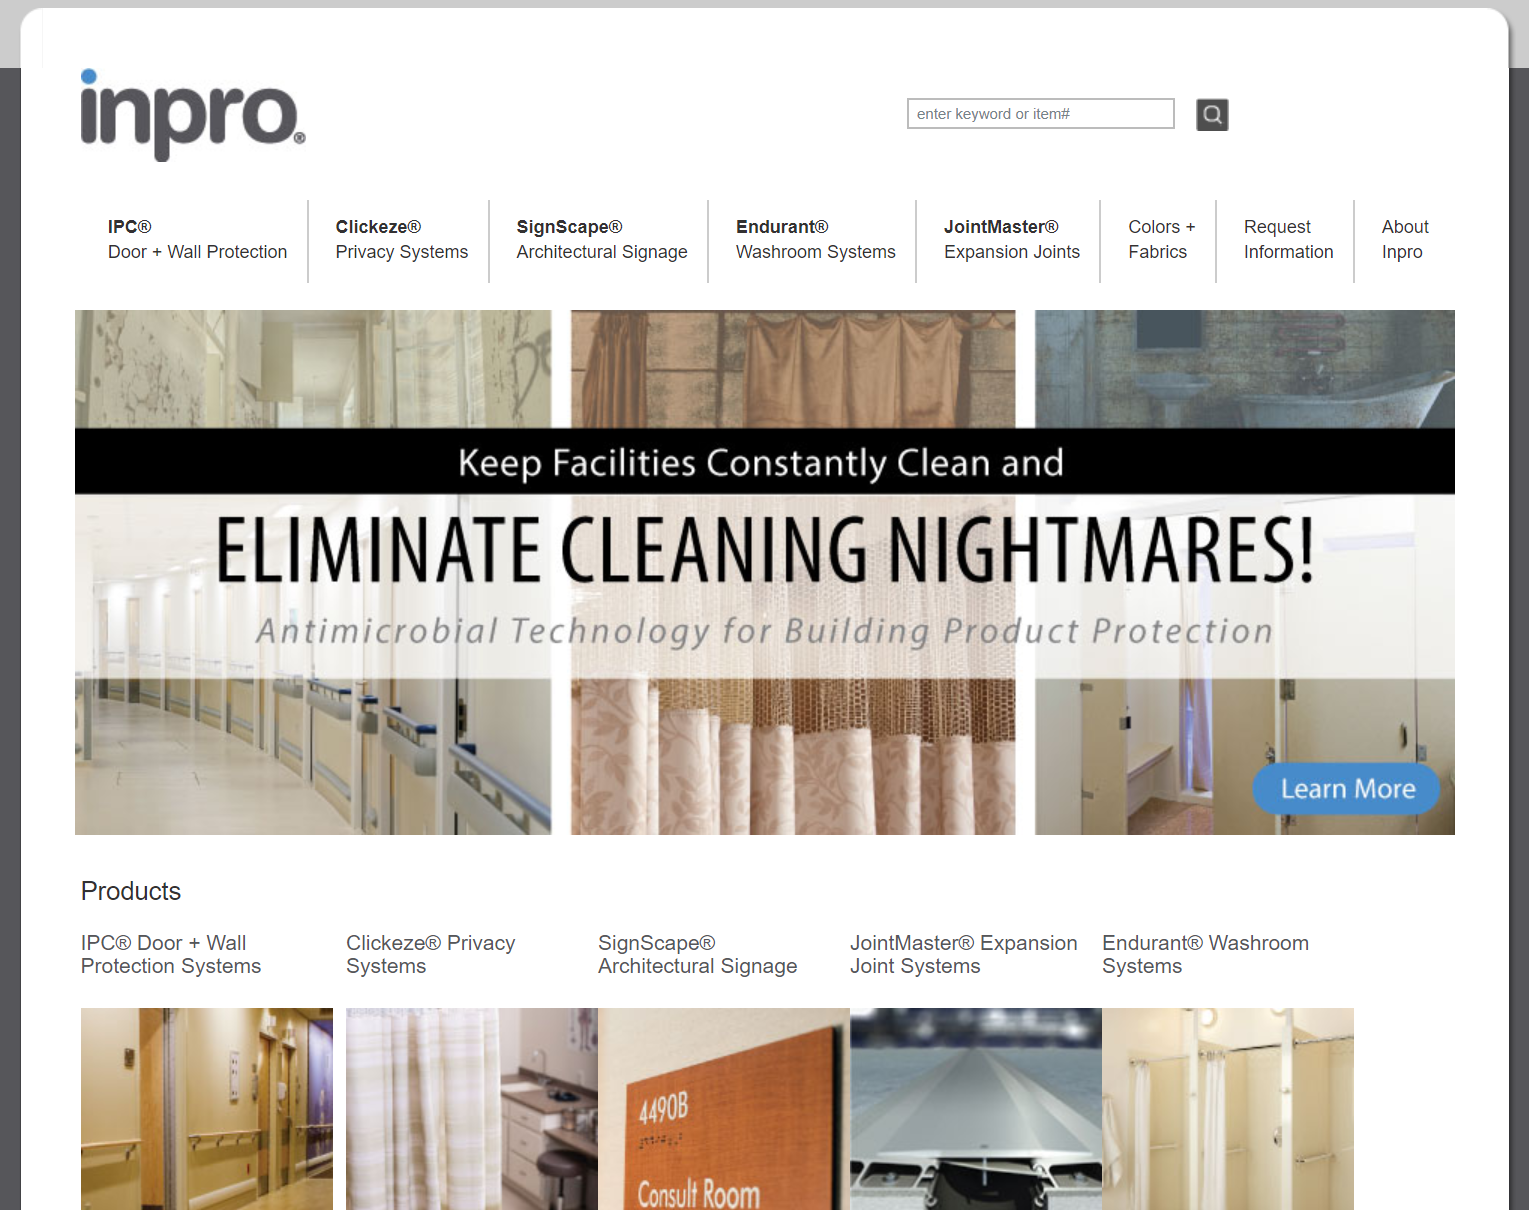 inpro®
enter keyword or item#
IPC®
Door + Wall Protection
Clickeze®
Privacy Systems
SignScape®
Architectural Signage
Endurant®
Washroom Systems
JointMaster®
Expansion Joints
Colors +
Fabrics
Request
Information
About
Inpro
Keep Facilities Constantly Clean and
ELIMINATE CLEANING NIGHTMARES!
Antimicrobial Technology for Building Product Protection
Learn More
Products
IPC® Door + Wall
Protection Systems
Clickeze® Privacy
Systems
SignScape®
Architectural Signage
JointMaster® Expansion
Joint Systems
Endurant® Washroom
Systems
4490B
Consult Room